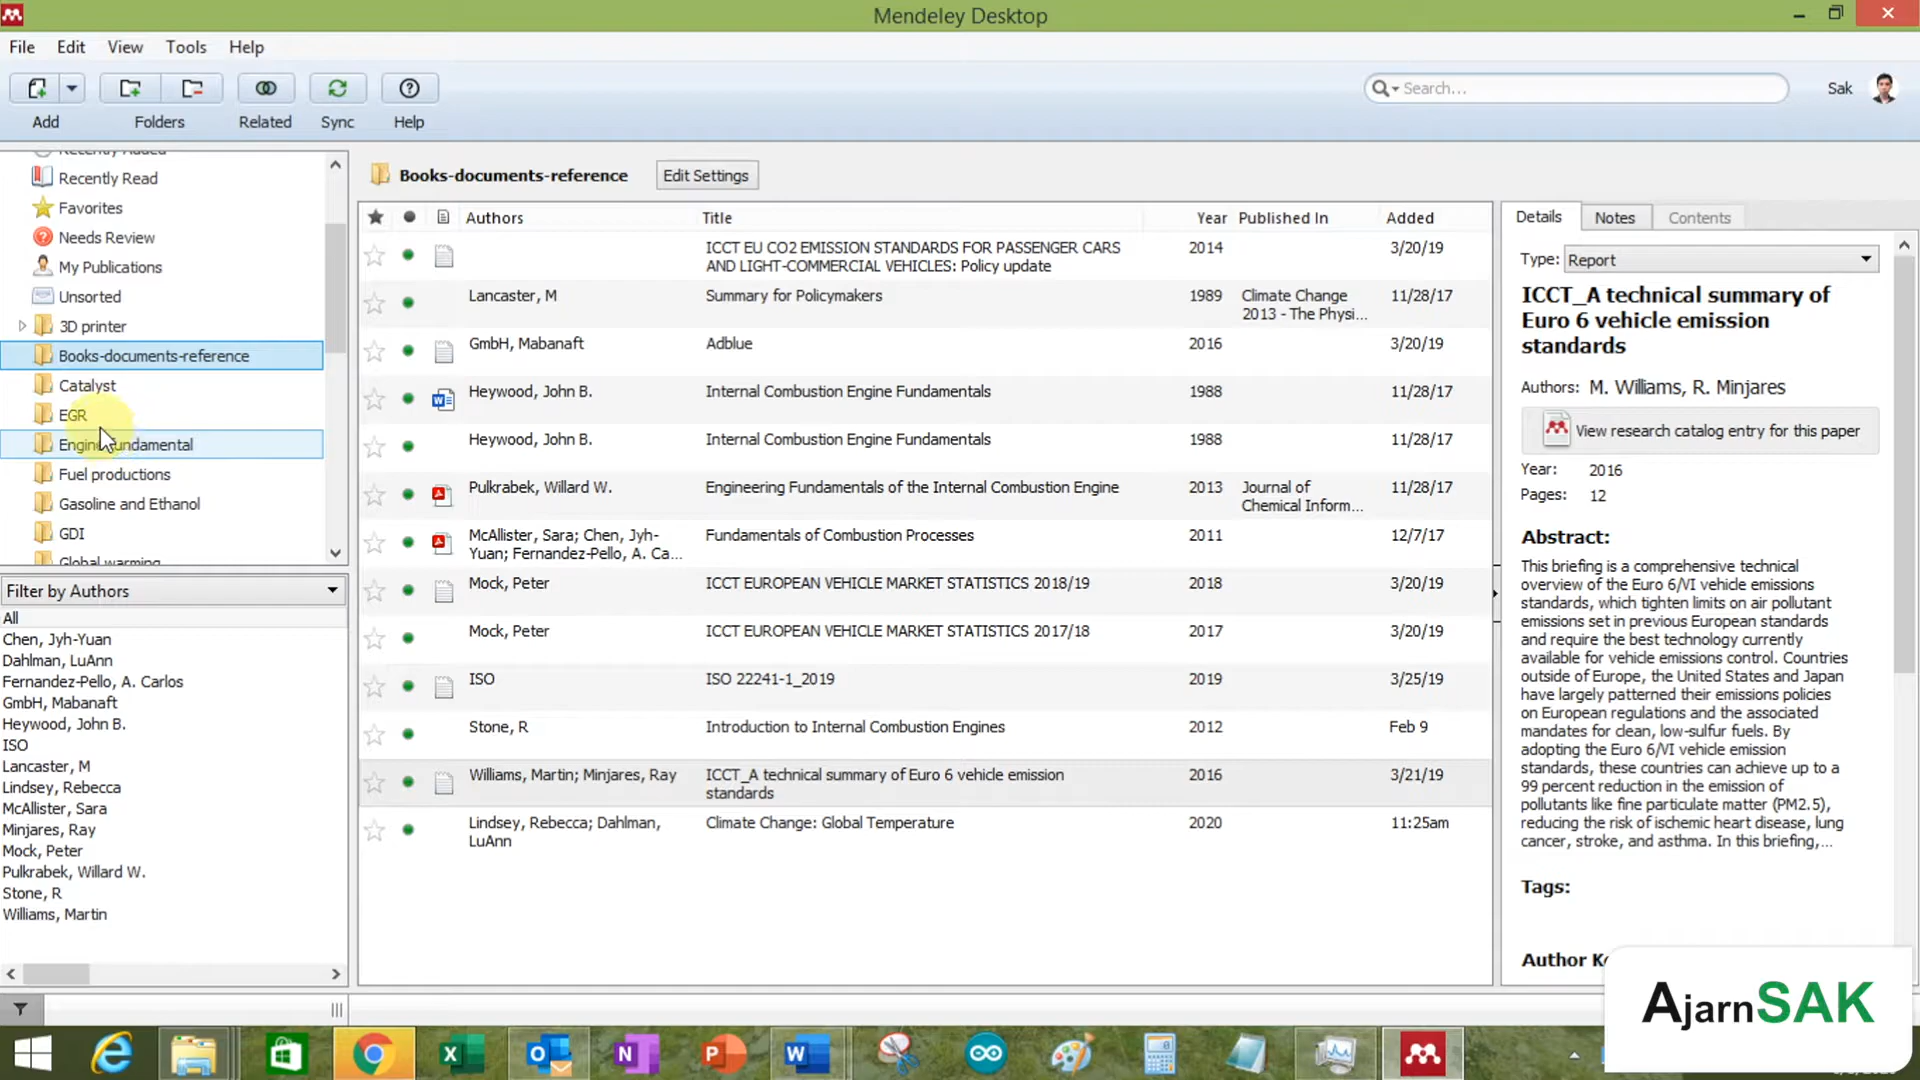 Mendeley Desktop
File Edit View Tools Help
Search...
Sak
Add Folders Related Sync Help
Recently Added
Recently Read
Favorites
Needs Review
My Publications
Unsorted
3D printer
Books-documents-reference
Catalyst
EGR
Engine fundamental
Fuel productions
Gasoline and Ethanol
GDI
Global warming
Filter by Authors
All
Chen, Jyh-Yuan
Dahlman, LuAnn
Fernandez-Pello, A. Carlos
GmbH, Mabanaft
Heywood, John B.
ISO
Lancaster, M
Lindsey, Rebecca
McAllister, Sara
Minjares, Ray
Mock, Peter
Pulkrabek, Willard W.
Stone, R
Williams, Martin
Books-documents-reference Edit Settings
Authors Title Year Published In Added
ICCT EU CO2 EMISSION STANDARDS FOR PASSENGER CARS 2014 3/20/19
AND LIGHT-COMMERCIAL VEHICLES: Policy update
Lancaster, M Summary for Policymakers 1989 Climate Change 11/28/17
2013 - The Physi...
GmbH, Mabanaft Adblue 2016 3/20/19
Heywood, John B. Internal Combustion Engine Fundamentals 1988 11/28/17
Heywood, John B. Internal Combustion Engine Fundamentals 1988 11/28/17
Pulkrabek, Willard W. Engineering Fundamentals of the Internal Combustion Engine 2013 Journal of 11/28/17
Chemical Inform...
McAllister, Sara; Chen, Jyh- Fundamentals of Combustion Processes 2011 12/7/17
Yuan; Fernandez-Pello, A. Ca...
Mock, Peter ICCT EUROPEAN VEHICLE MARKET STATISTICS 2018/19 2018 3/20/19
Mock, Peter ICCT EUROPEAN VEHICLE MARKET STATISTICS 2017/18 2017 3/20/19
ISO ISO 22241-1_2019 2019 3/25/19
Stone, R Introduction to Internal Combustion Engines 2012 Feb 9
Williams, Martin; Minjares, Ray ICCT_A technical summary of Euro 6 vehicle emission 2016 3/21/19
standards
Lindsey, Rebecca; Dahlman, Climate Change: Global Temperature 2020 11:25am
LuAnn
Details Notes Contents
Type: Report
ICCT_A technical summary of
Euro 6 vehicle emission
standards
Authors: M. Williams, R. Minjares
View research catalog entry for this paper
Year: 2016
Pages: 12
Abstract:
This briefing is a comprehensive technical
overview of the Euro 6/VI vehicle emissions
standards, which tighten limits on air pollutant
emissions set in previous European standards
and require the best technology currently
available for vehicle emissions control. Countries
outside of Europe, the United States and Japan
have largely patterned their emissions policies
on European regulations and the associated
mandates for clean, low-sulfur fuels. By
adopting the Euro 6/VI vehicle emission
standards, these countries can achieve up to a
99 percent reduction in the emission of
pollutants like fine particulate matter (PM2.5),
reducing the risk of ischemic heart disease, lung
cancer, stroke, and asthma. In this briefing,...
Tags:
Author
AjarnSAK